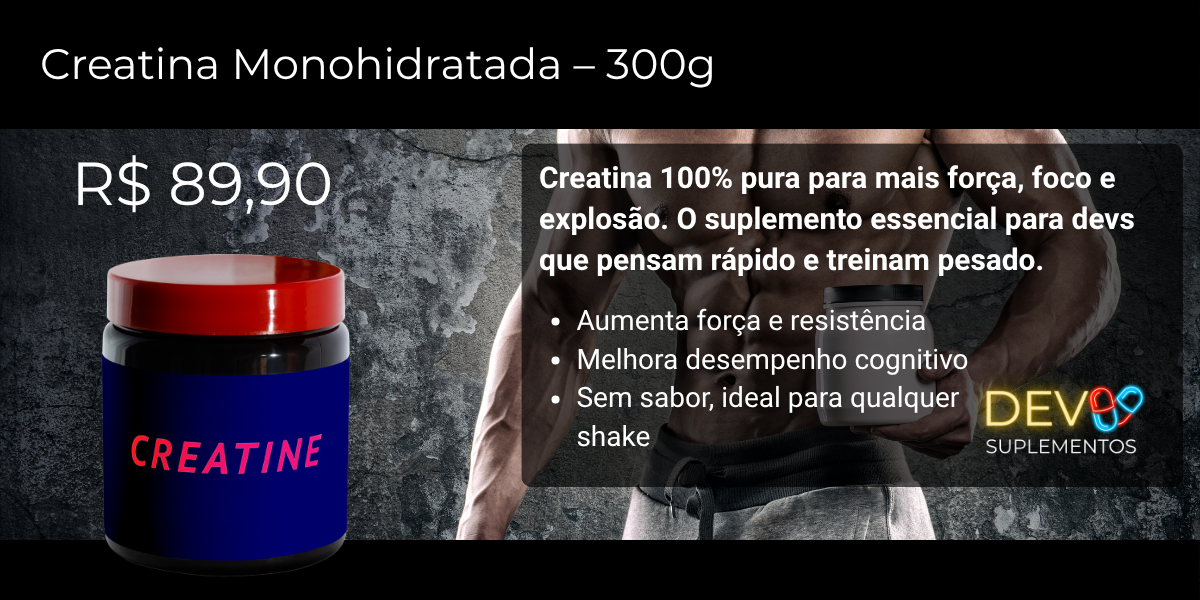 Creatina Monohidratada – 300g
R$ 89,90
CREATINE
Creatina 100% pura para mais força, foco e
explosão. O suplemento essencial para devs
que pensam rápido e treinam pesado.
• Aumenta força e resistência
• Melhora desempenho cognitivo
• Sem sabor, ideal para qualquer
shake
DEV
SUPLEMENTOS